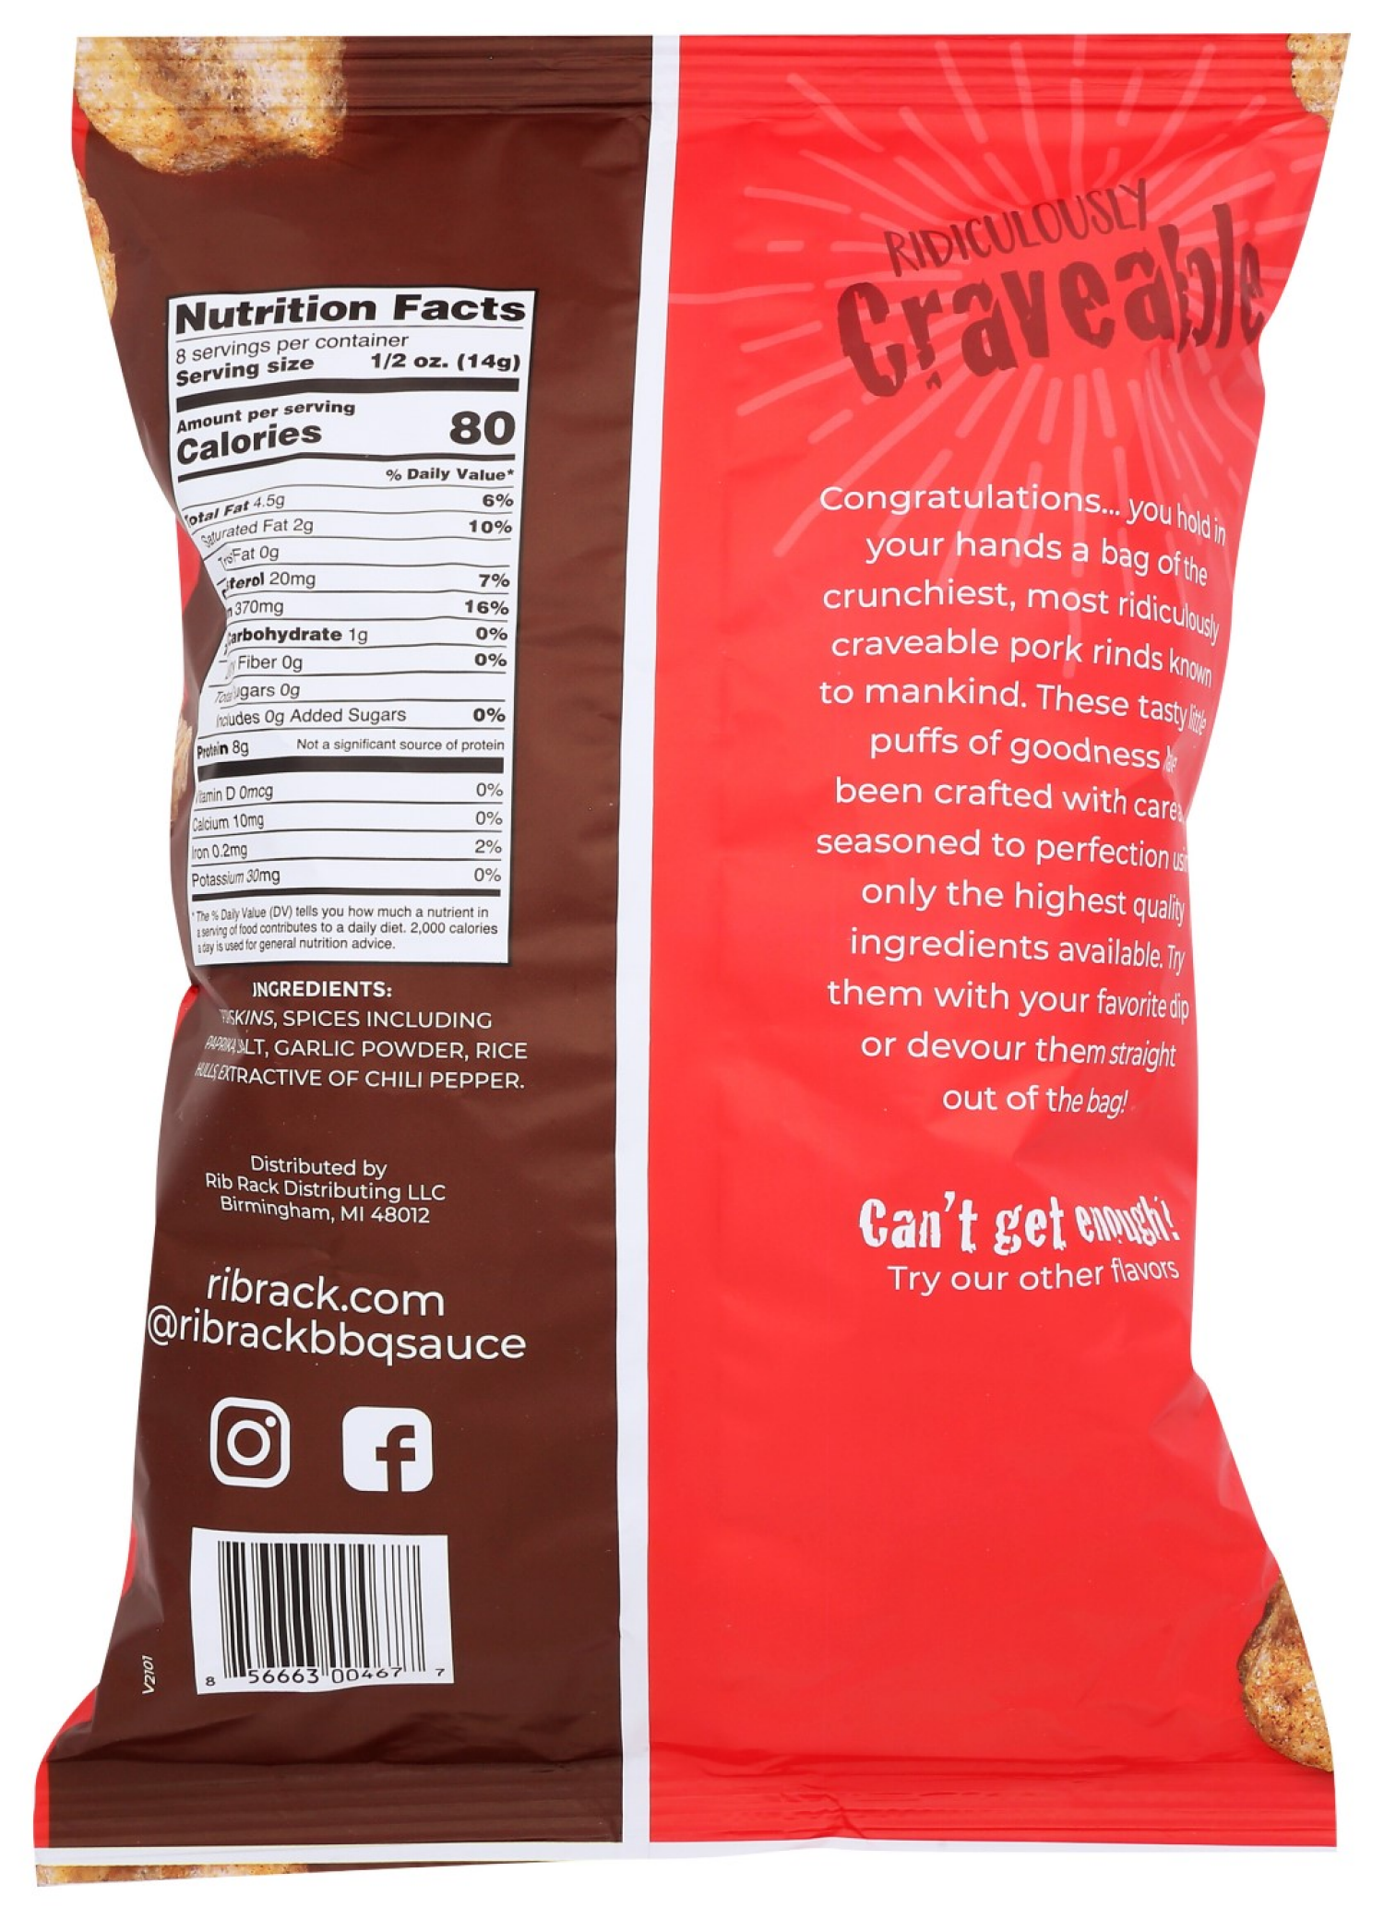 Nutrition Facts
8 servings per container
Serving size 1/2 oz. (14g)
Amount per serving
Calories 80
% Daily Value*
Total Fat 4.5g 6%
Saturated Fat 2g 10%
Fat 0g
20mg 7%
370mg 16%
Carbohydrate 1g 0%
Fiber 0g 0%
Total Sugars 0g
Includes 0g Added Sugars 0%
Protein 8g Not a significant source of protein
Vitamin D 0mcg 0%
Calcium 10mg 0%
Iron 0.2mg 2%
Potassium 30mg 0%
* The % Daily Value (DV) tells you how much a nutrient in
a serving of food contributes to a daily diet. 2,000 calories
a day is used for general nutrition advice.
INGREDIENTS:
SPICES INCLUDING
PAPRIKA, SALT, GARLIC POWDER, RICE
HULLS, EXTRACTIVE OF CHILI PEPPER.
Distributed by
Rib Rack Distributing LLC
Birmingham, MI 48012
ribrack.com
@ribrackbbqsauce
V2101
8 56663 00467 7
RIDICULOUSLY
Craveable
Congratulations... you hold in
your hands a bag of the
crunchiest, most ridiculously
craveable pork rinds known
to mankind. These tasty little
puffs of goodness have
been crafted with care
seasoned to perfection using
only the highest quality
ingredients available. Try
them with your favorite dip
or devour them straight
out of the bag!
Can't get enough!
Try our other flavors